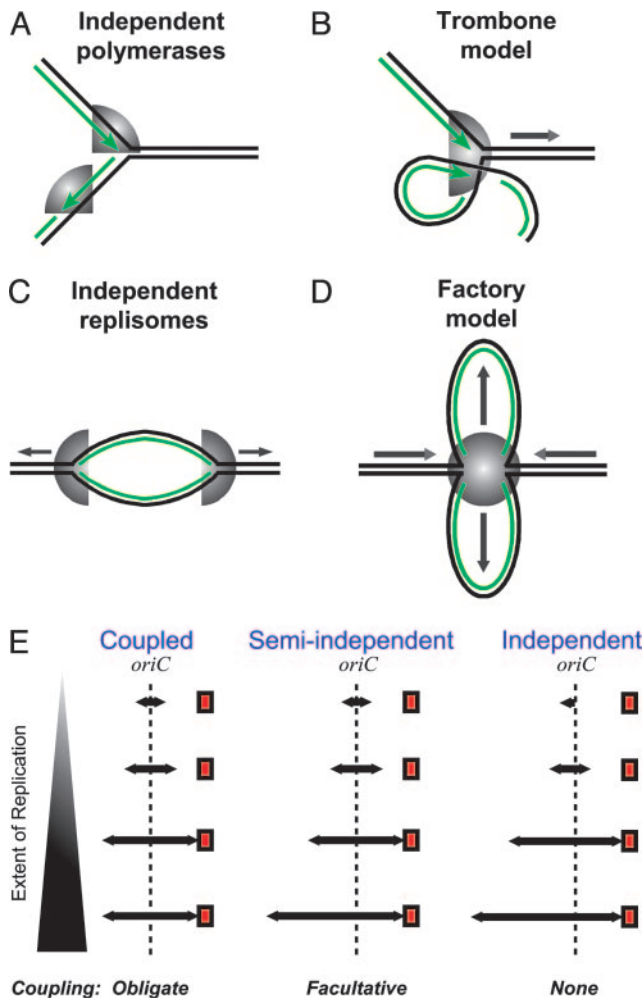 A
Independent
polymerases
B
Trombone
model
C
Independent
replisomes
D
Factory
model
E
Coupled Semi-independent Independent
oriC oriC oriC
Extent of Replication
Coupling: Obligate Facultative None